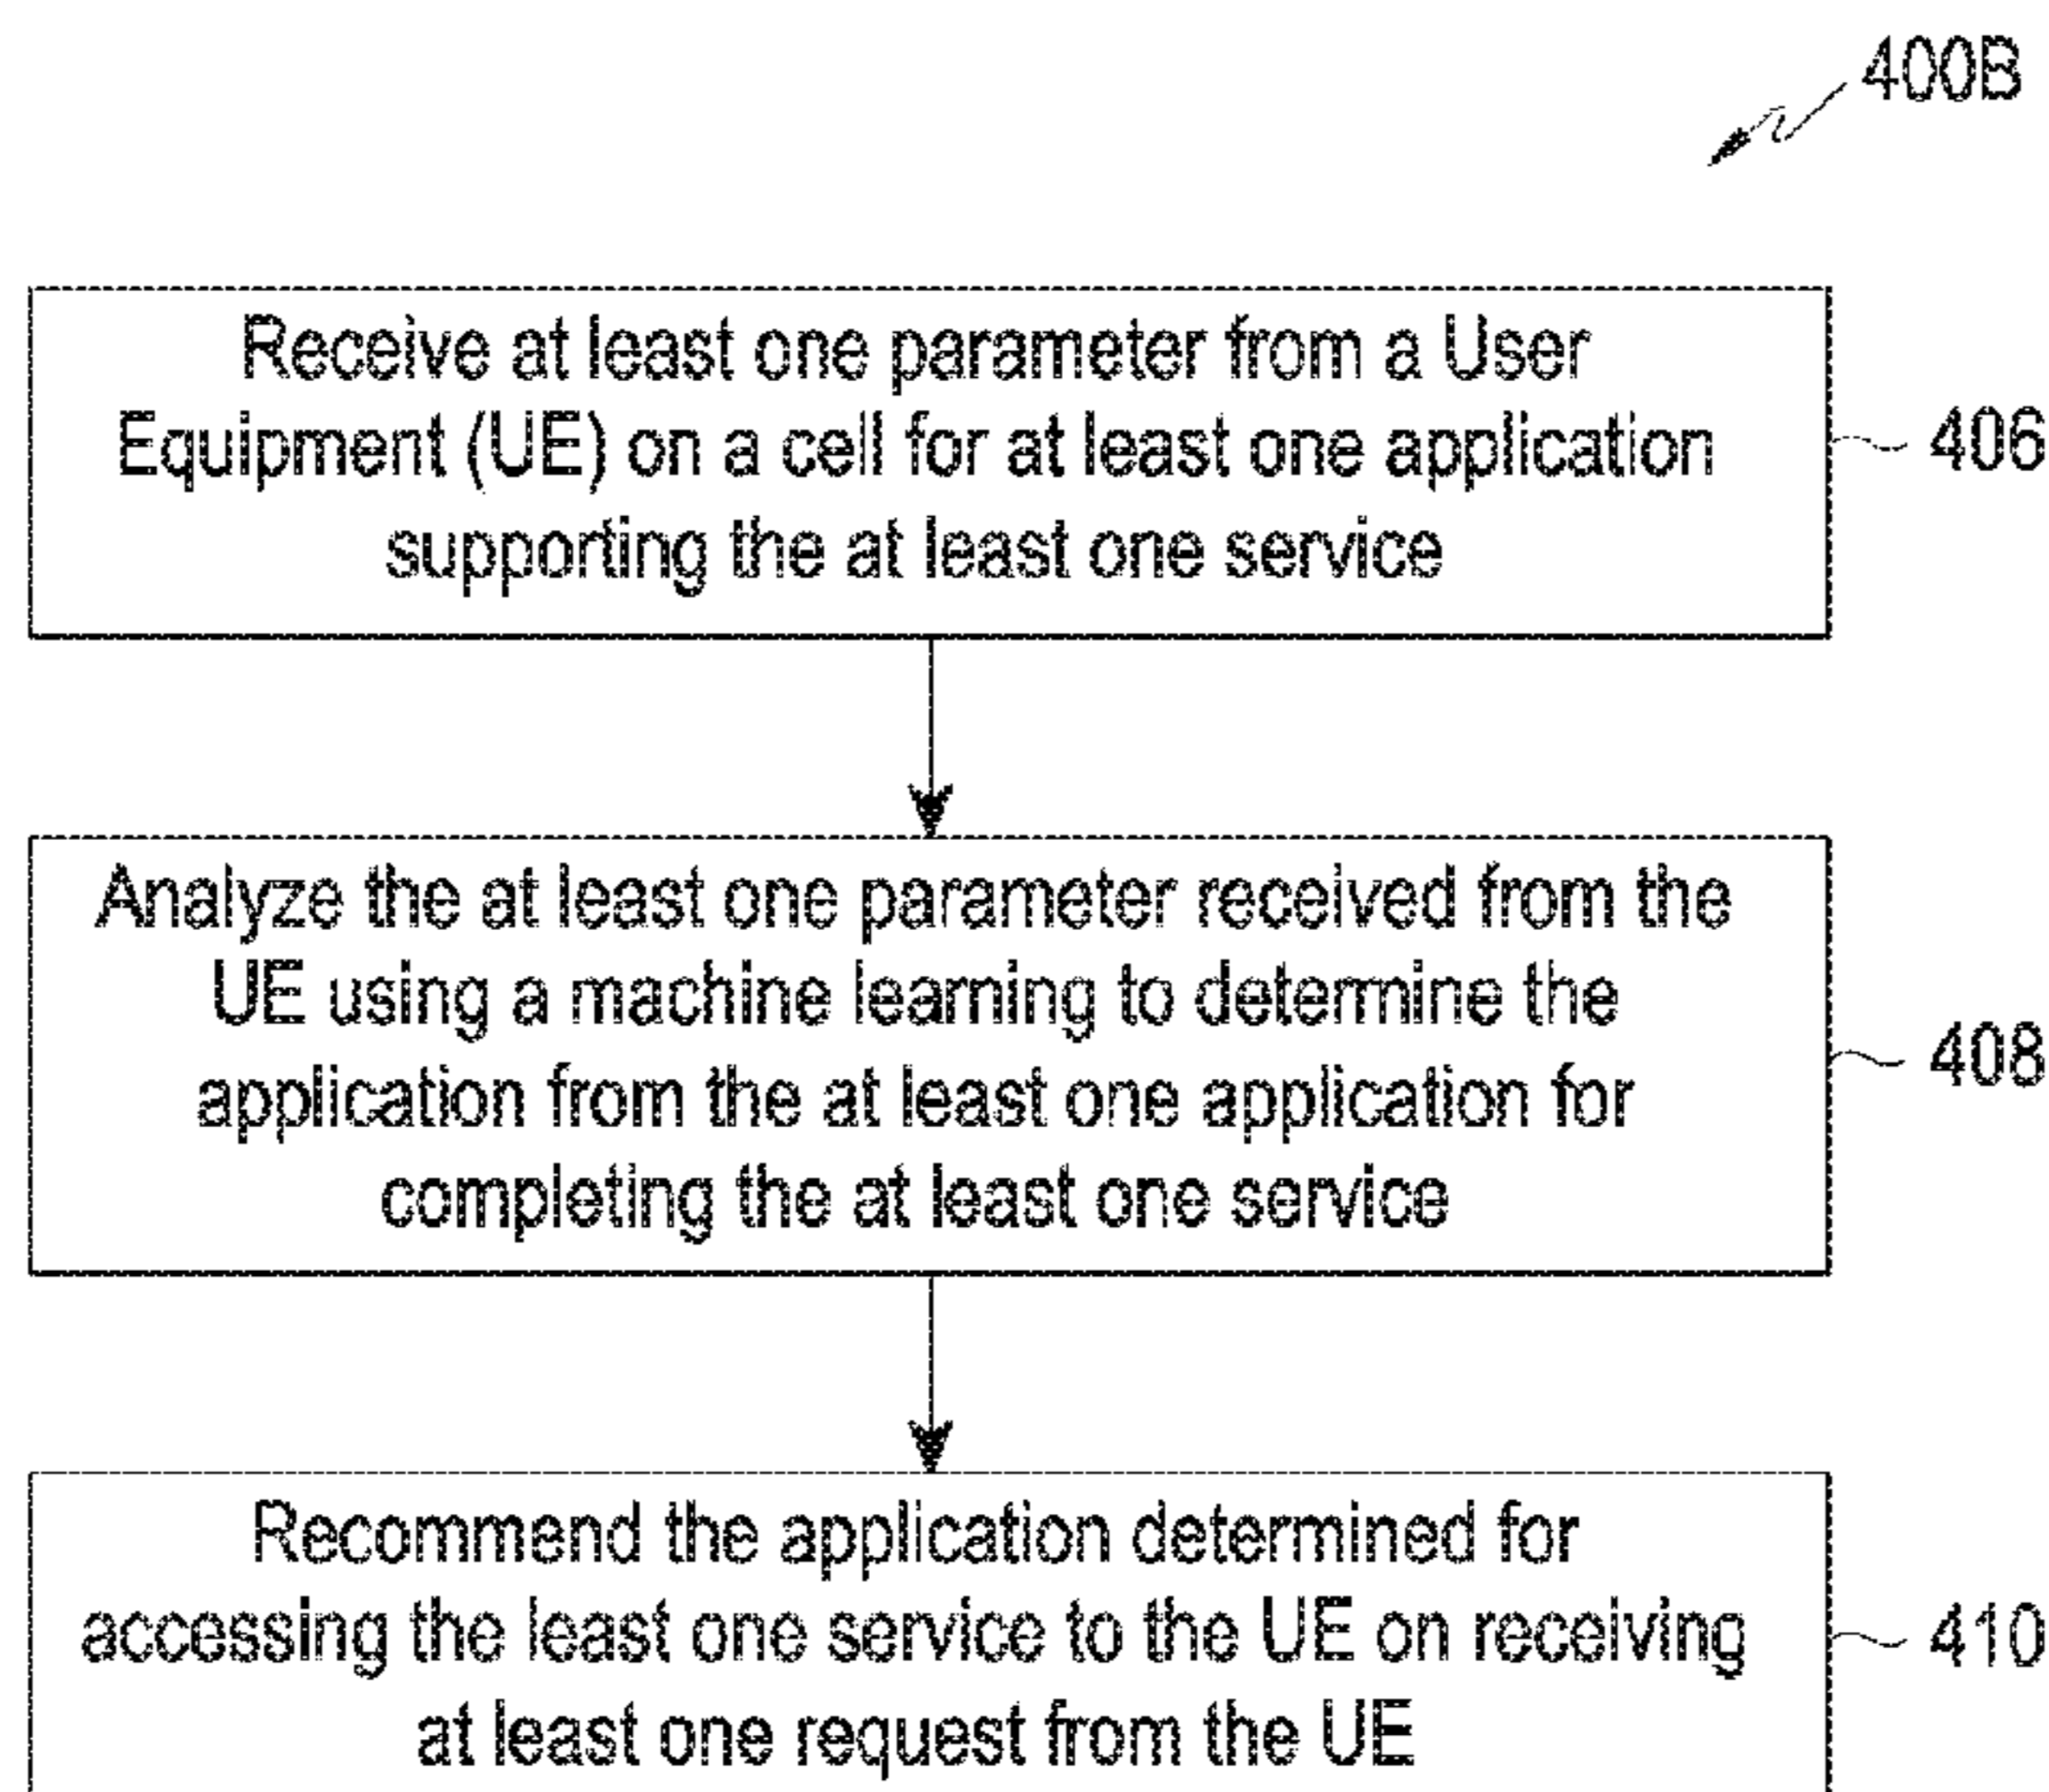 400B
Receive at least one parameter from a User
Equipment (UE) on a cell for at least one application
supporting the at least one service
406
Analyze the at least one parameter received from the
UE using a machine learning to determine the
application from the at least one application for
completing the at least one service
408
Recommend the application determined for
accessing the least one service to the UE on receiving
at least one request from the UE
410